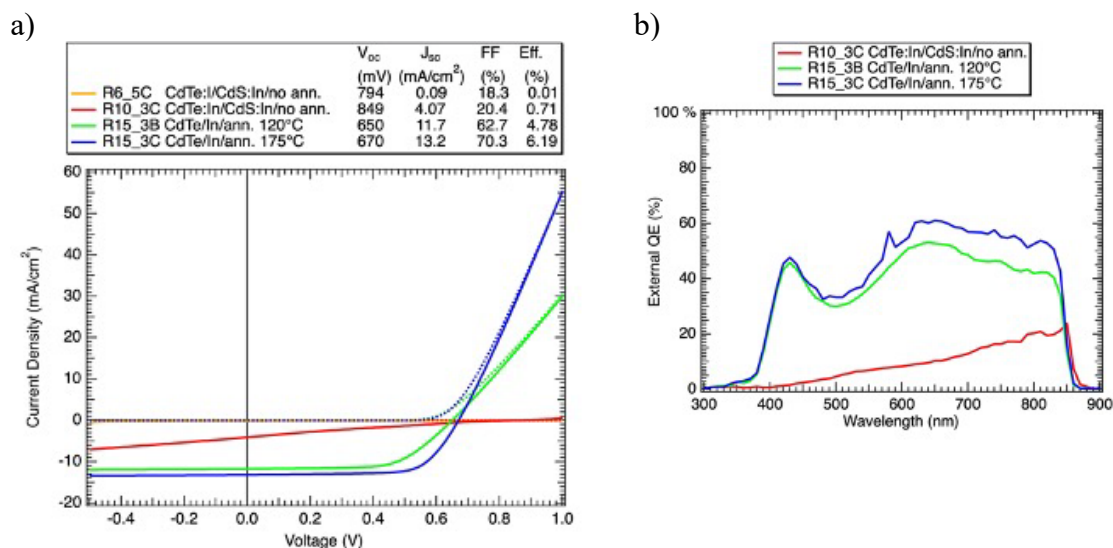 a)
Voc Jsc FF Eff.
(mV) (mA/cm²) (%) (%)
R6_5C CdTe:I/CdS:In/no ann. 794 0.09 18.3 0.01
R10_3C CdTe:In/CdS:In/no ann. 849 4.07 20.4 0.71
R15_3B CdTe/In/ann. 120°C 650 11.7 62.7 4.78
R15_3C CdTe/In/ann. 175°C 670 13.2 70.3 6.19
60
50
40
30
20
10
0
-10
-20
Current Density (mA/cm²)
-0.4 -0.2 0.0 0.2 0.4 0.6 0.8 1.0
Voltage (V)
b)
R10_3C CdTe:In/CdS:In/no ann.
R15_3B CdTe/In/ann. 120°C
R15_3C CdTe/In/ann. 175°C
100 %
80
60
40
20
0
External QE (%)
300 400 500 600 700 800 900
Wavelength (nm)